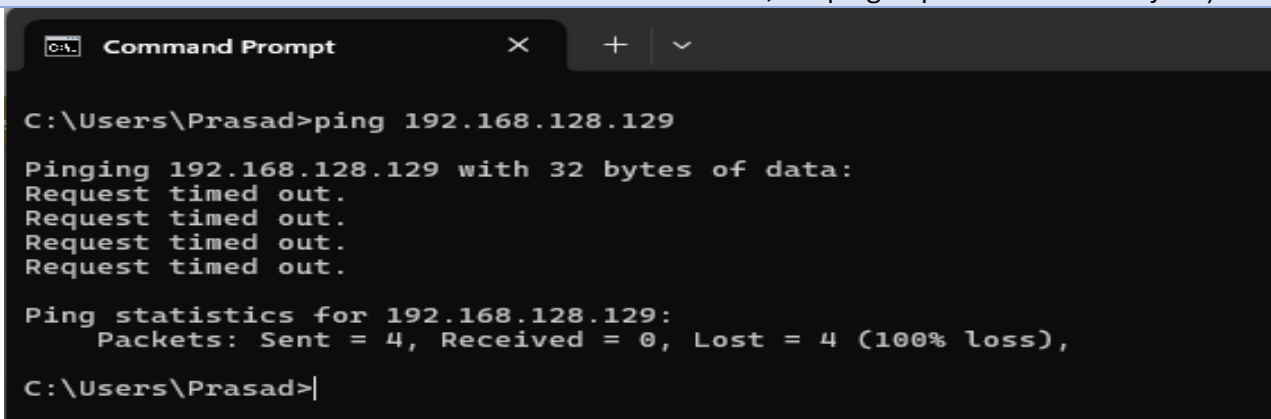 Command Prompt
C:\Users\Prasad>ping 192.168.128.129
Pinging 192.168.128.129 with 32 bytes of data:
Request timed out.
Request timed out.
Request timed out.
Request timed out.
Ping statistics for 192.168.128.129:
Packets: Sent = 4, Received = 0, Lost = 4 (100% loss),
C:\Users\Prasad>